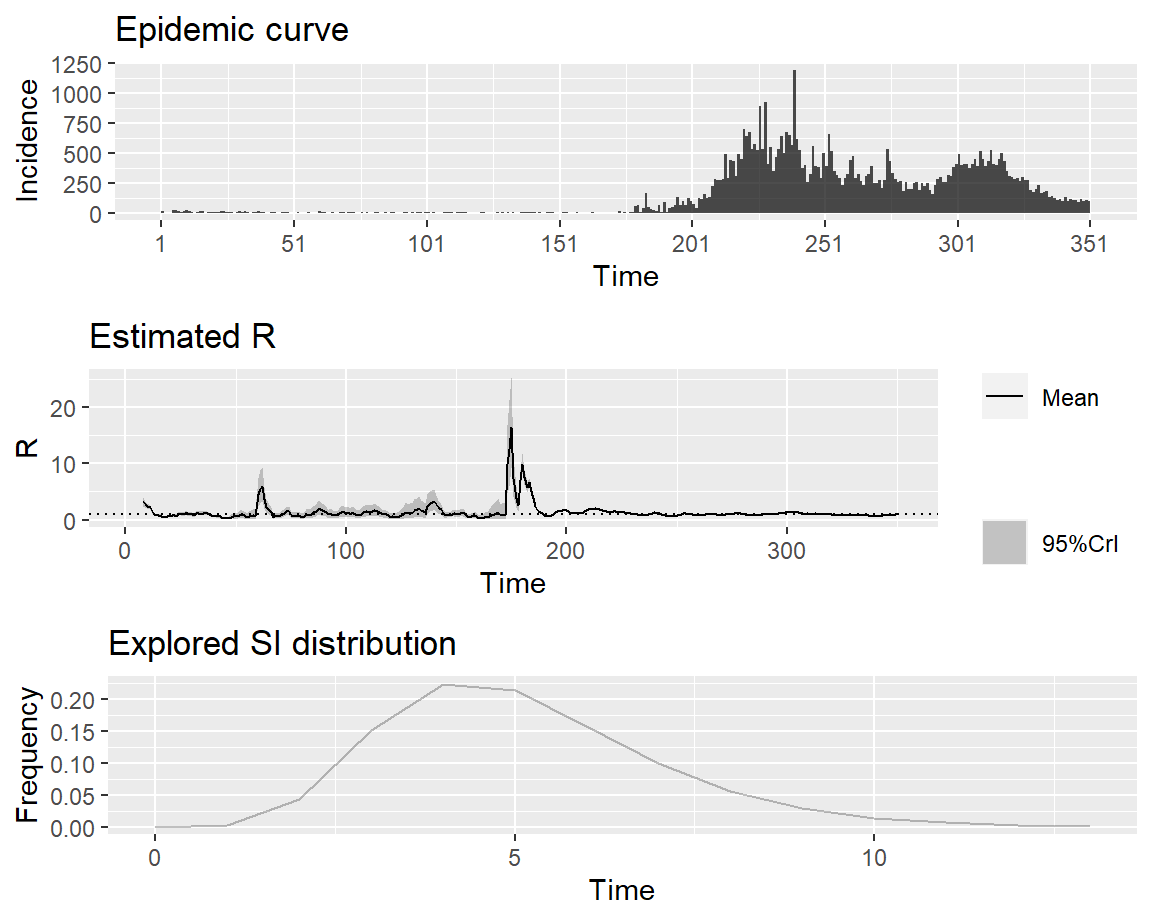 Epidemic curve
1250
1000
750
500
250
0
Incidence
1 51 101 151 201 251 301 351
Time
Estimated R
20
10
0
R
0 100 200 300
Time
Mean
95%CrI
Explored SI distribution
0.20
0.15
0.10
0.05
0.00
Frequency
0 5 10
Time